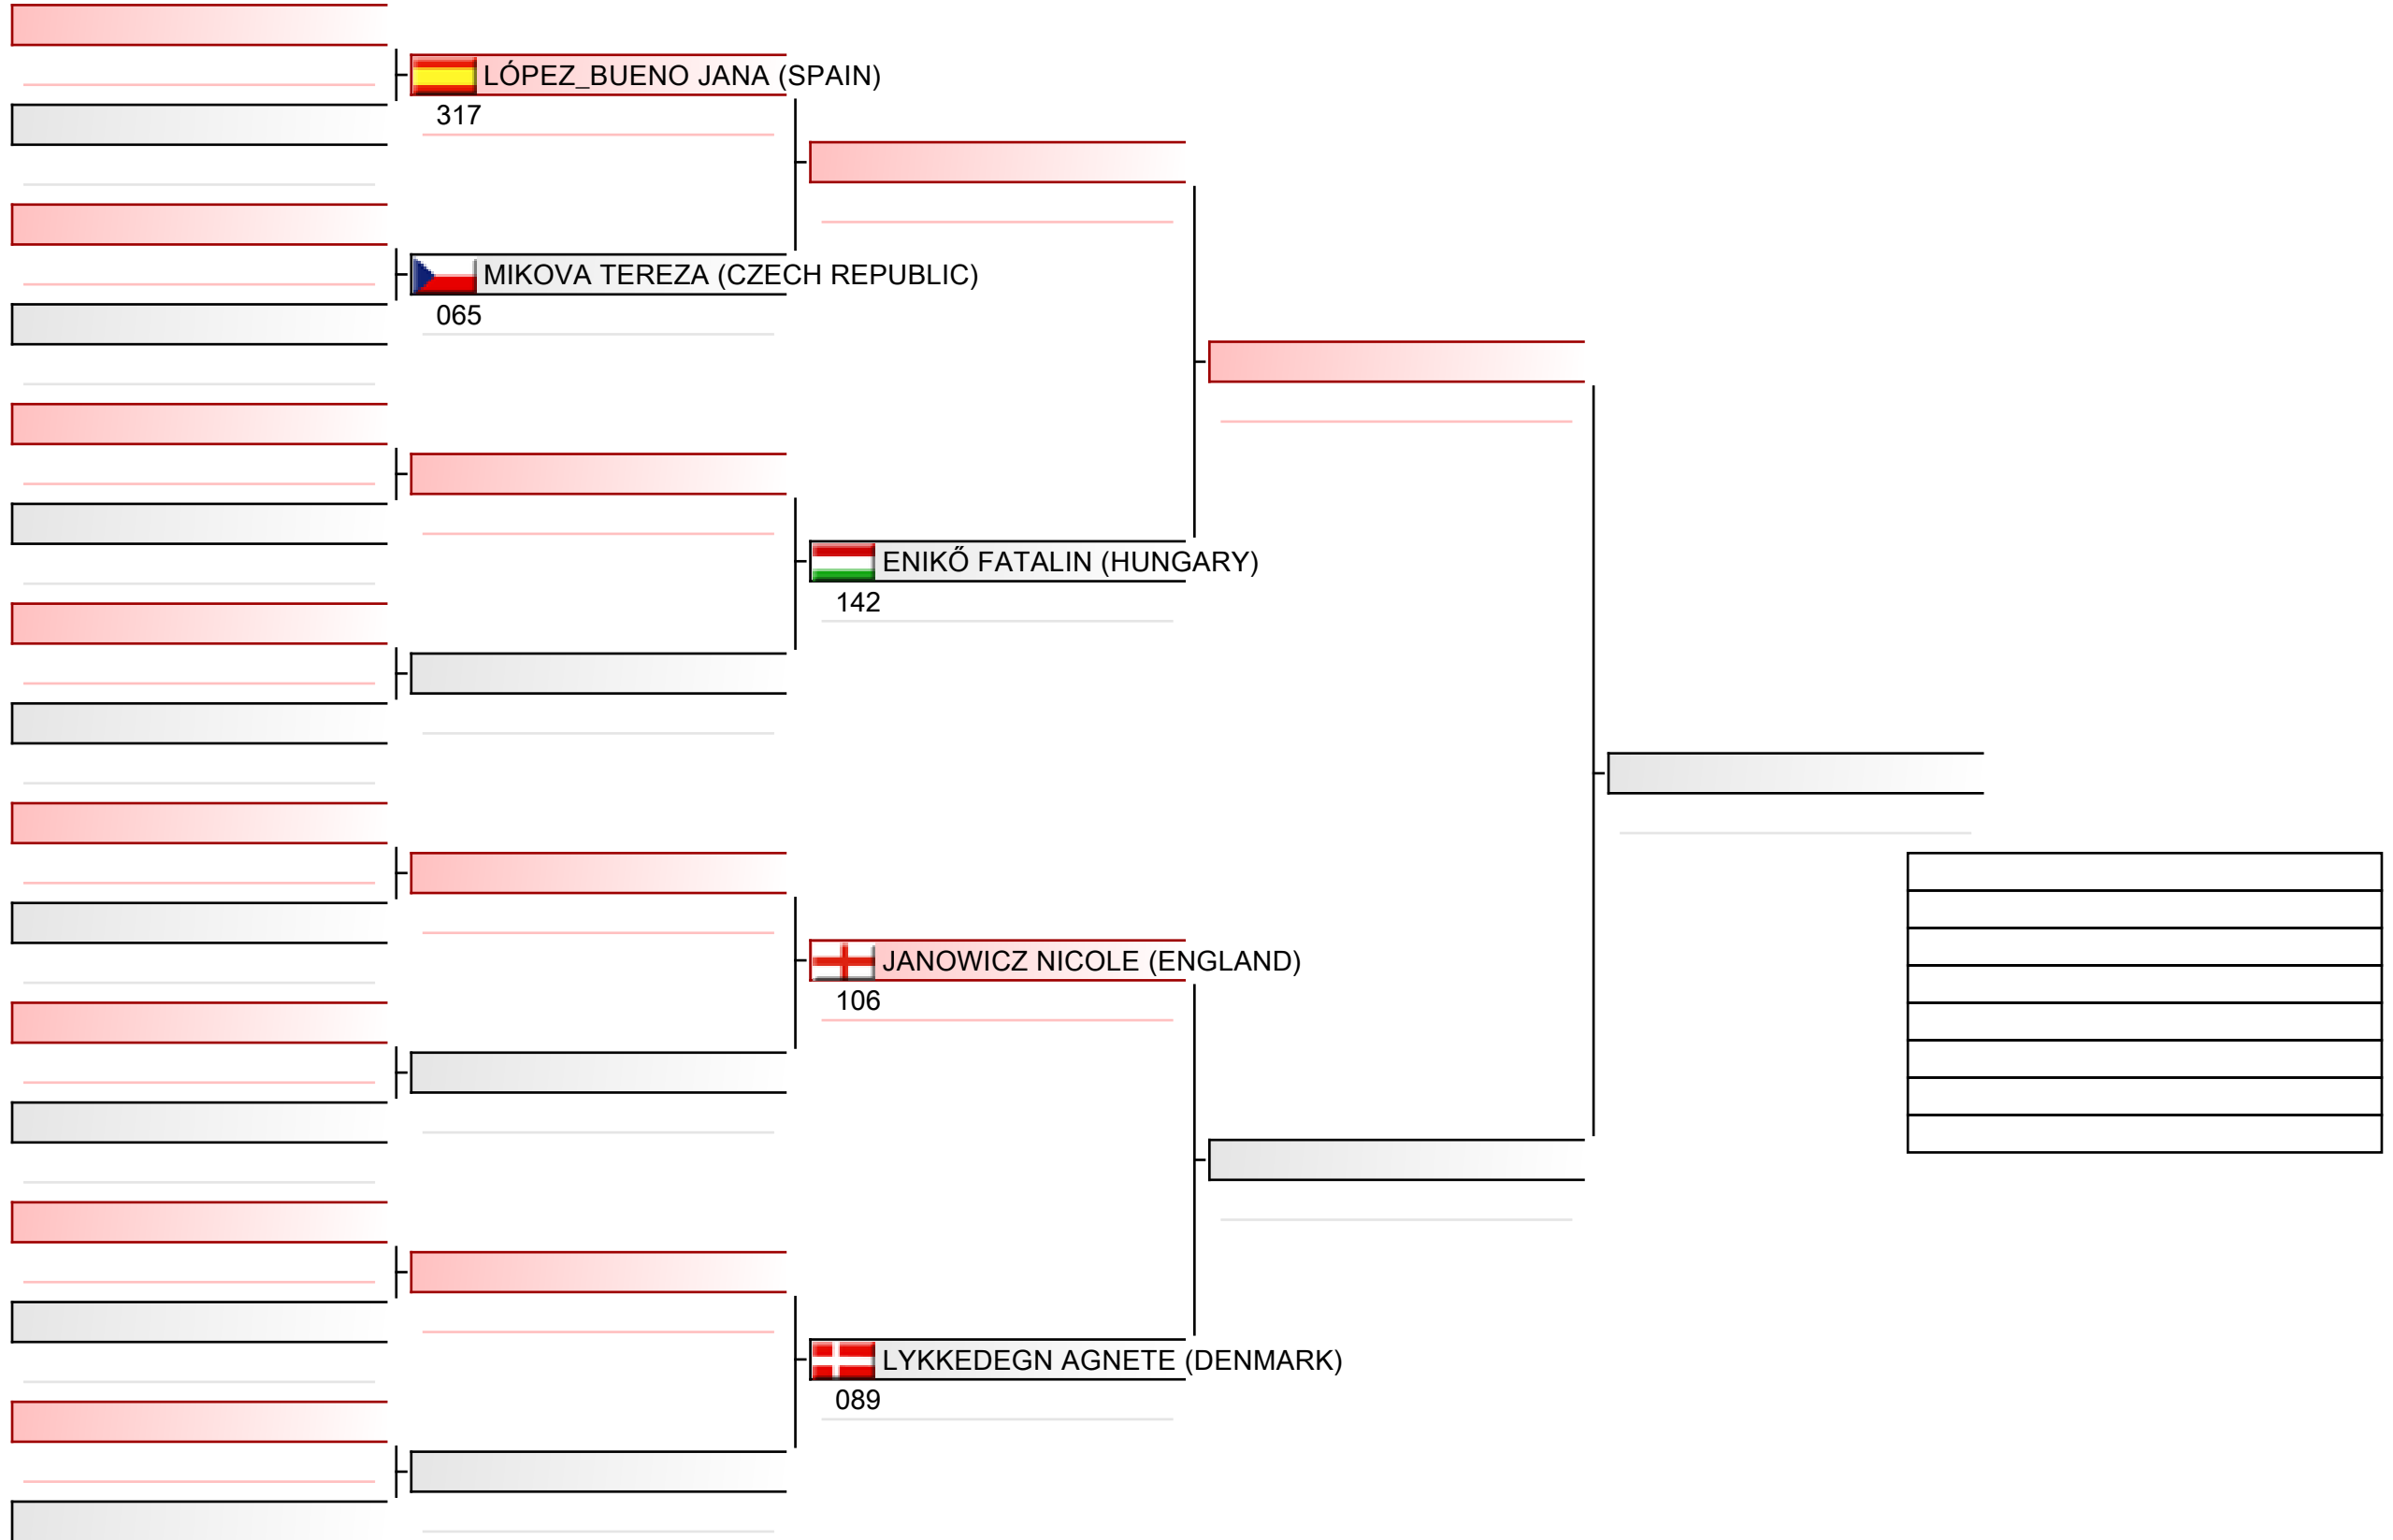 LÓPEZ_BUENO JANA (SPAIN)
317
MIKOVA TEREZA (CZECH REPUBLIC)
065
ENIKŐ FATALIN (HUNGARY)
142
JANOWICZ NICOLE (ENGLAND)
106
LYKKEDEGN AGNETE (DENMARK)
089